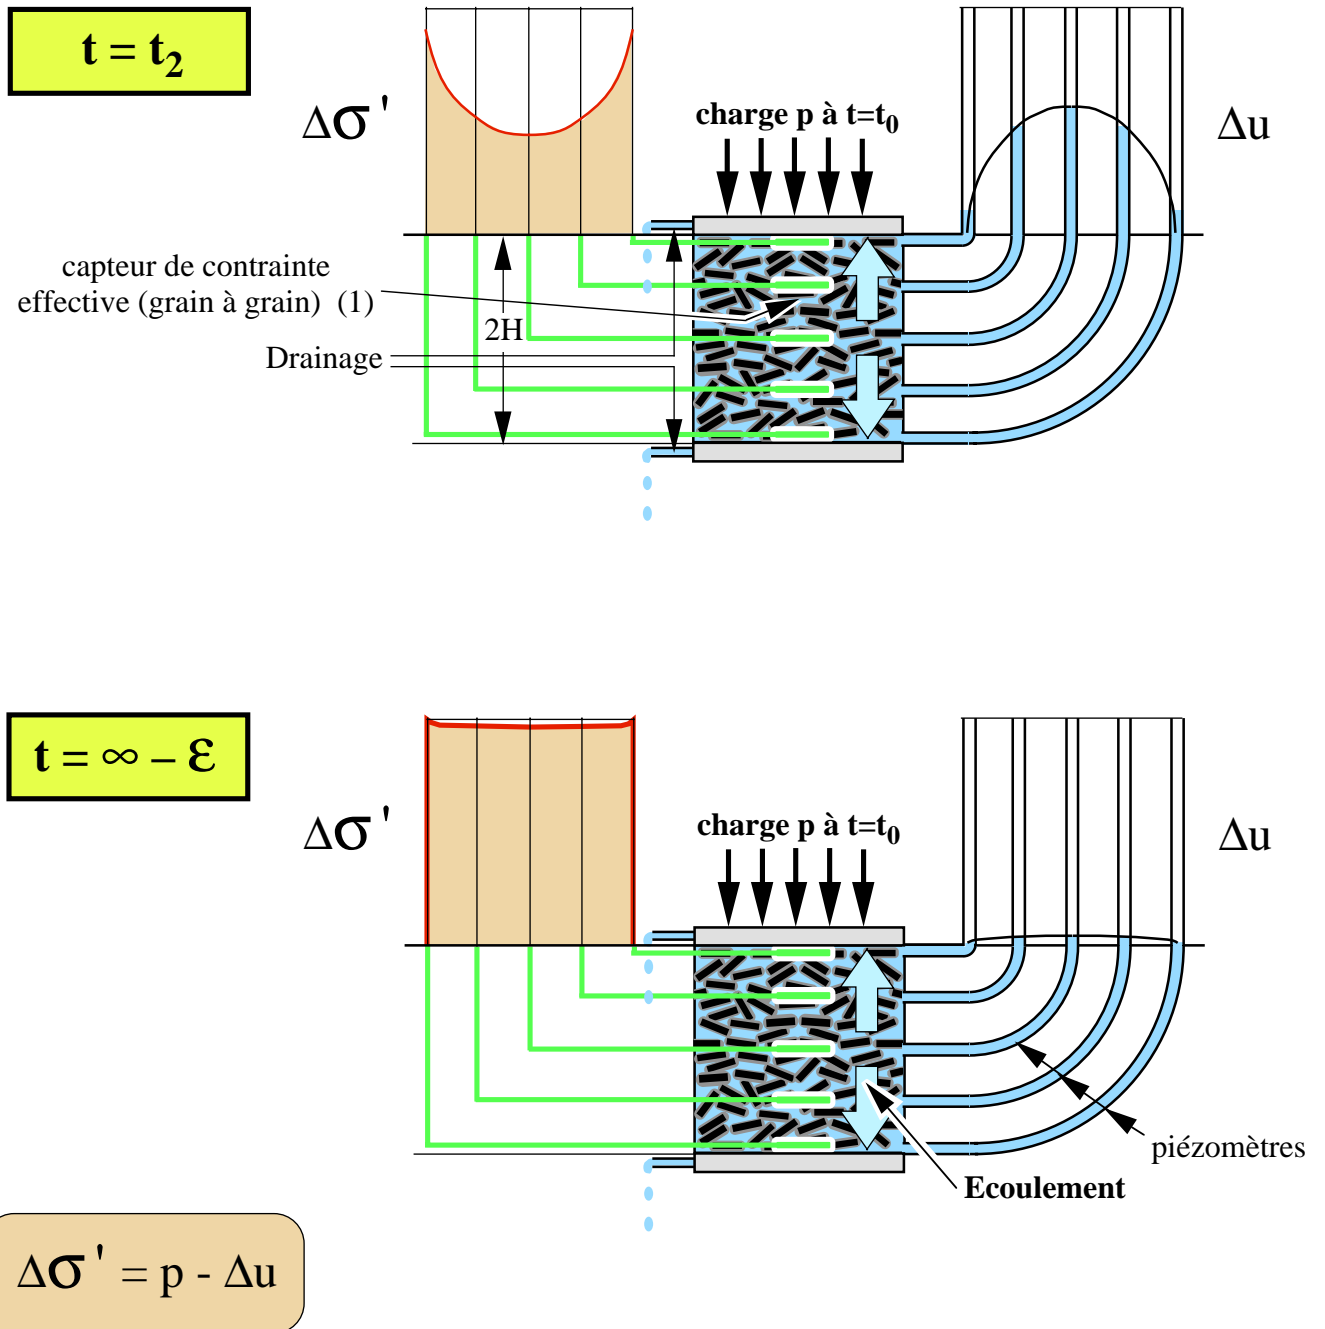 t = t₂
Δσ'
charge p à t=t₀
Δu
capteur de contrainte
effective (grain à grain) (1)
2H
Drainage
t = ∞ – ε
Δσ'
charge p à t=t₀
Δu
piézomètres
Ecoulement
Δσ' = p - Δu